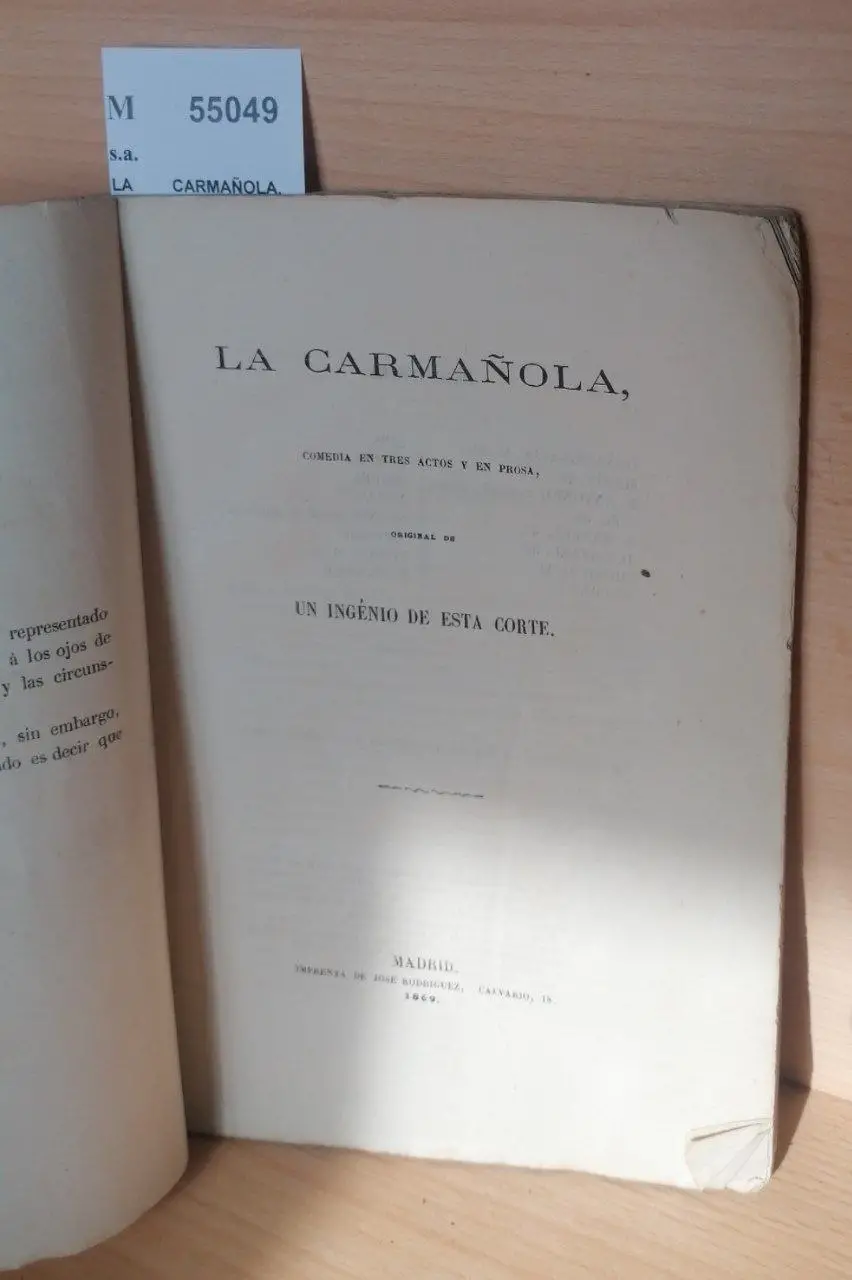 M 55049
s.a.
LA CARMAÑOLA.
representado
à los ojos de
y las circuns-
, sin embargo,
do es decir que
LA CARMAÑOLA,
COMEDIA EN TRES ACTOS Y EN PROSA,
ORIGINAL DE
UN INGÉNIO DE ESTA CORTE.
MADRID.
IMPRENTA DE JOSÉ RODRIGUEZ, CALVARIO, 18
1869.